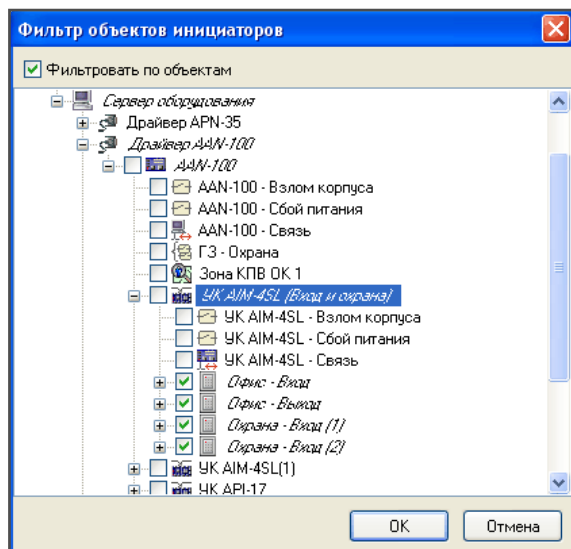 Фильтр объектов инициаторов
Фильтровать по объектам
Сервер оборудования
Драйвер APN-35
Драйвер AAN-100
AAN-100
AAN-100 - Взлом корпуса
AAN-100 - Сбой питания
AAN-100 - Связь
ГЗ - Охрана
Зона КПВ ОК 1
УК AIM-4SL (Вход и охрана)
УК AIM-4SL - Взлом корпуса
УК AIM-4SL - Сбой питания
УК AIM-4SL - Связь
Офис - Вход
Офис - Выход
Охрана - Вход (1)
Охрана - Вход (2)
УК AIM-4SL(1)
УК API-17
OK Отмена